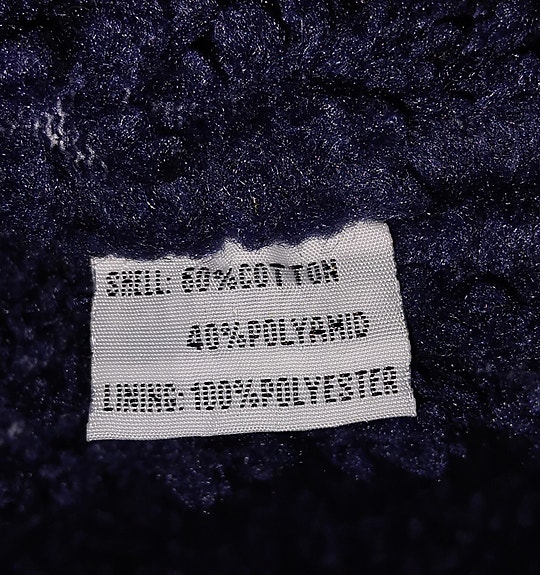 SHELL: 60%COTTON
40%POLYAMID
LINING: 100%POLYESTER